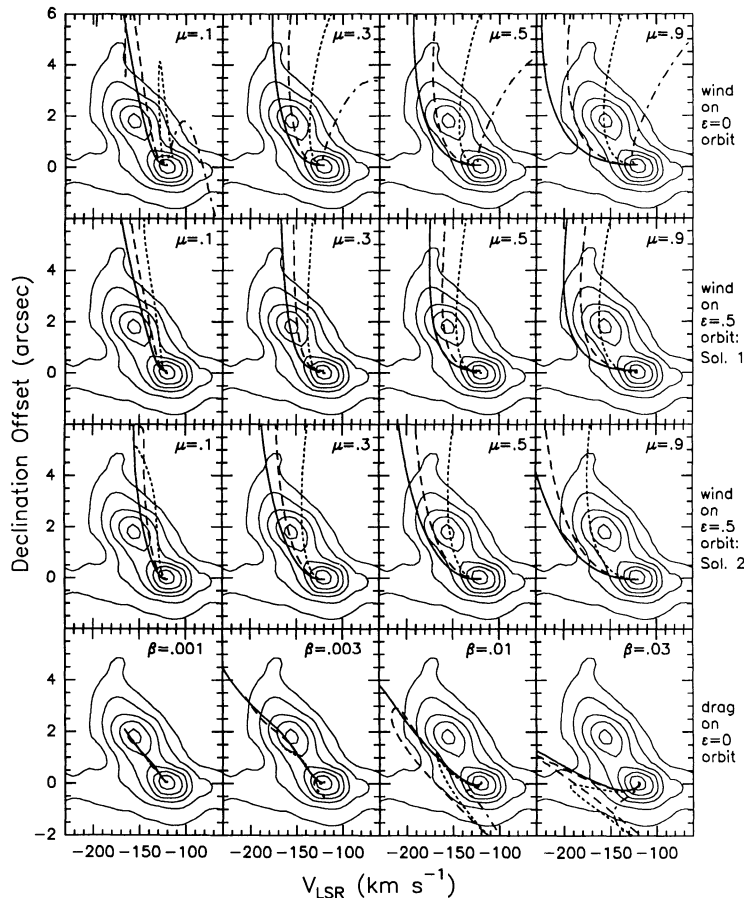 6
4
2
0
μ=.1
μ=.3
μ=.5
μ=.9
wind
on
ε=0
orbit
4
2
0
μ=.1
μ=.3
μ=.5
μ=.9
wind
on
ε=.5
orbit:
Sol. 1
4
2
0
μ=.1
μ=.3
μ=.5
μ=.9
wind
on
ε=.5
orbit:
Sol. 2
4
2
0
-2
β=.001
β=.003
β=.01
β=.03
drag
on
ε=0
orbit
-200 -150 -100 -200 -150 -100 -200 -150 -100 -200 -150 -100
Declination Offset (arcsec)
V_LSR (km s⁻¹)